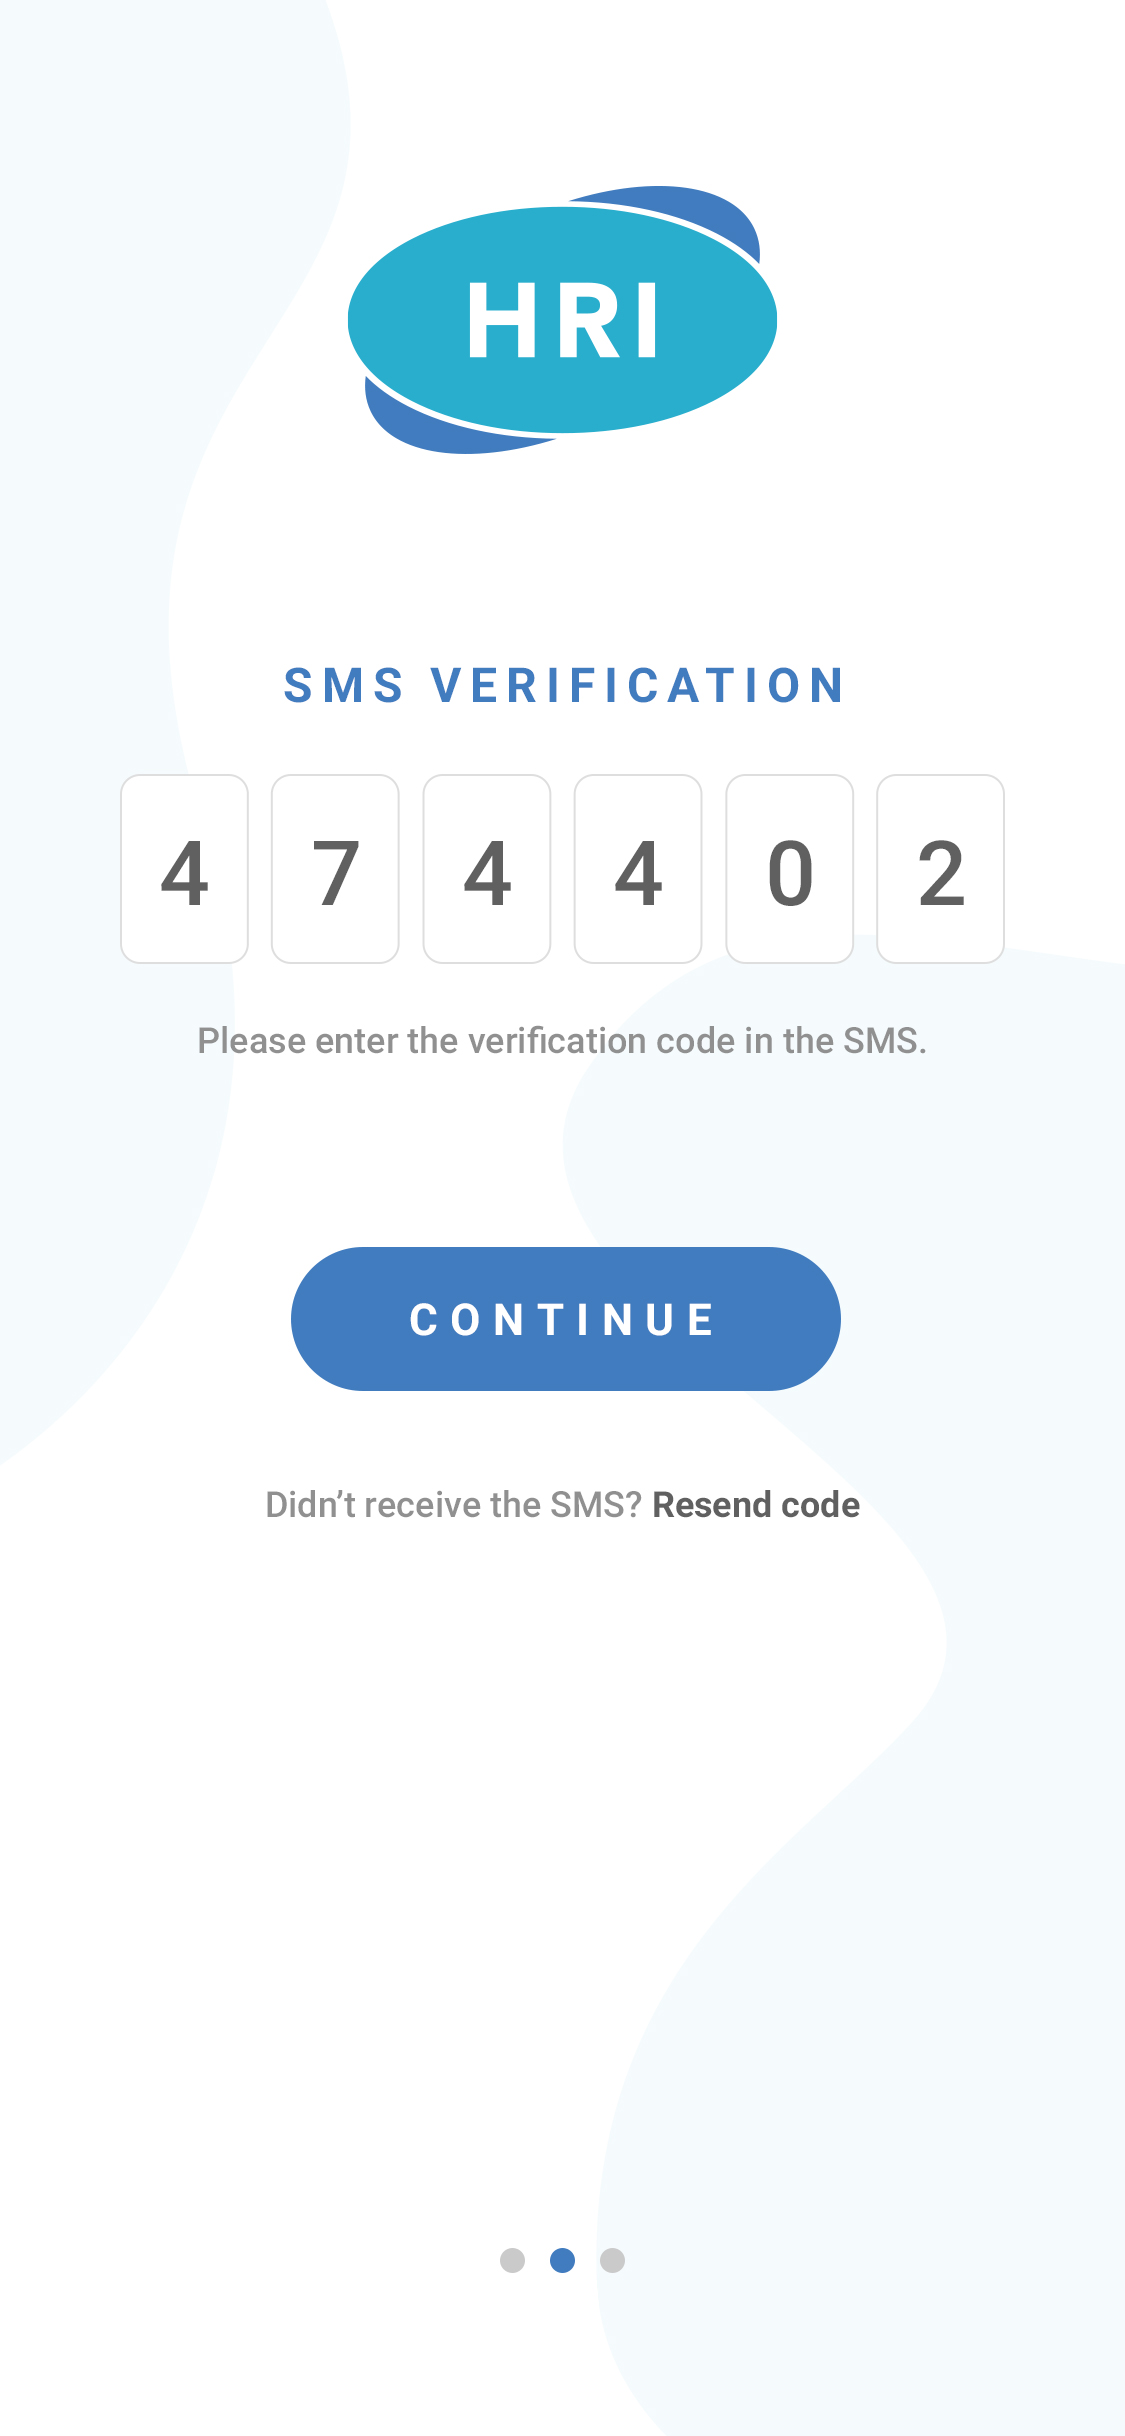 HRI
SMS VERIFICATION
4 7 4 4 0 2
Please enter the verification code in the SMS.
CONTINUE
Didn’t receive the SMS? Resend code